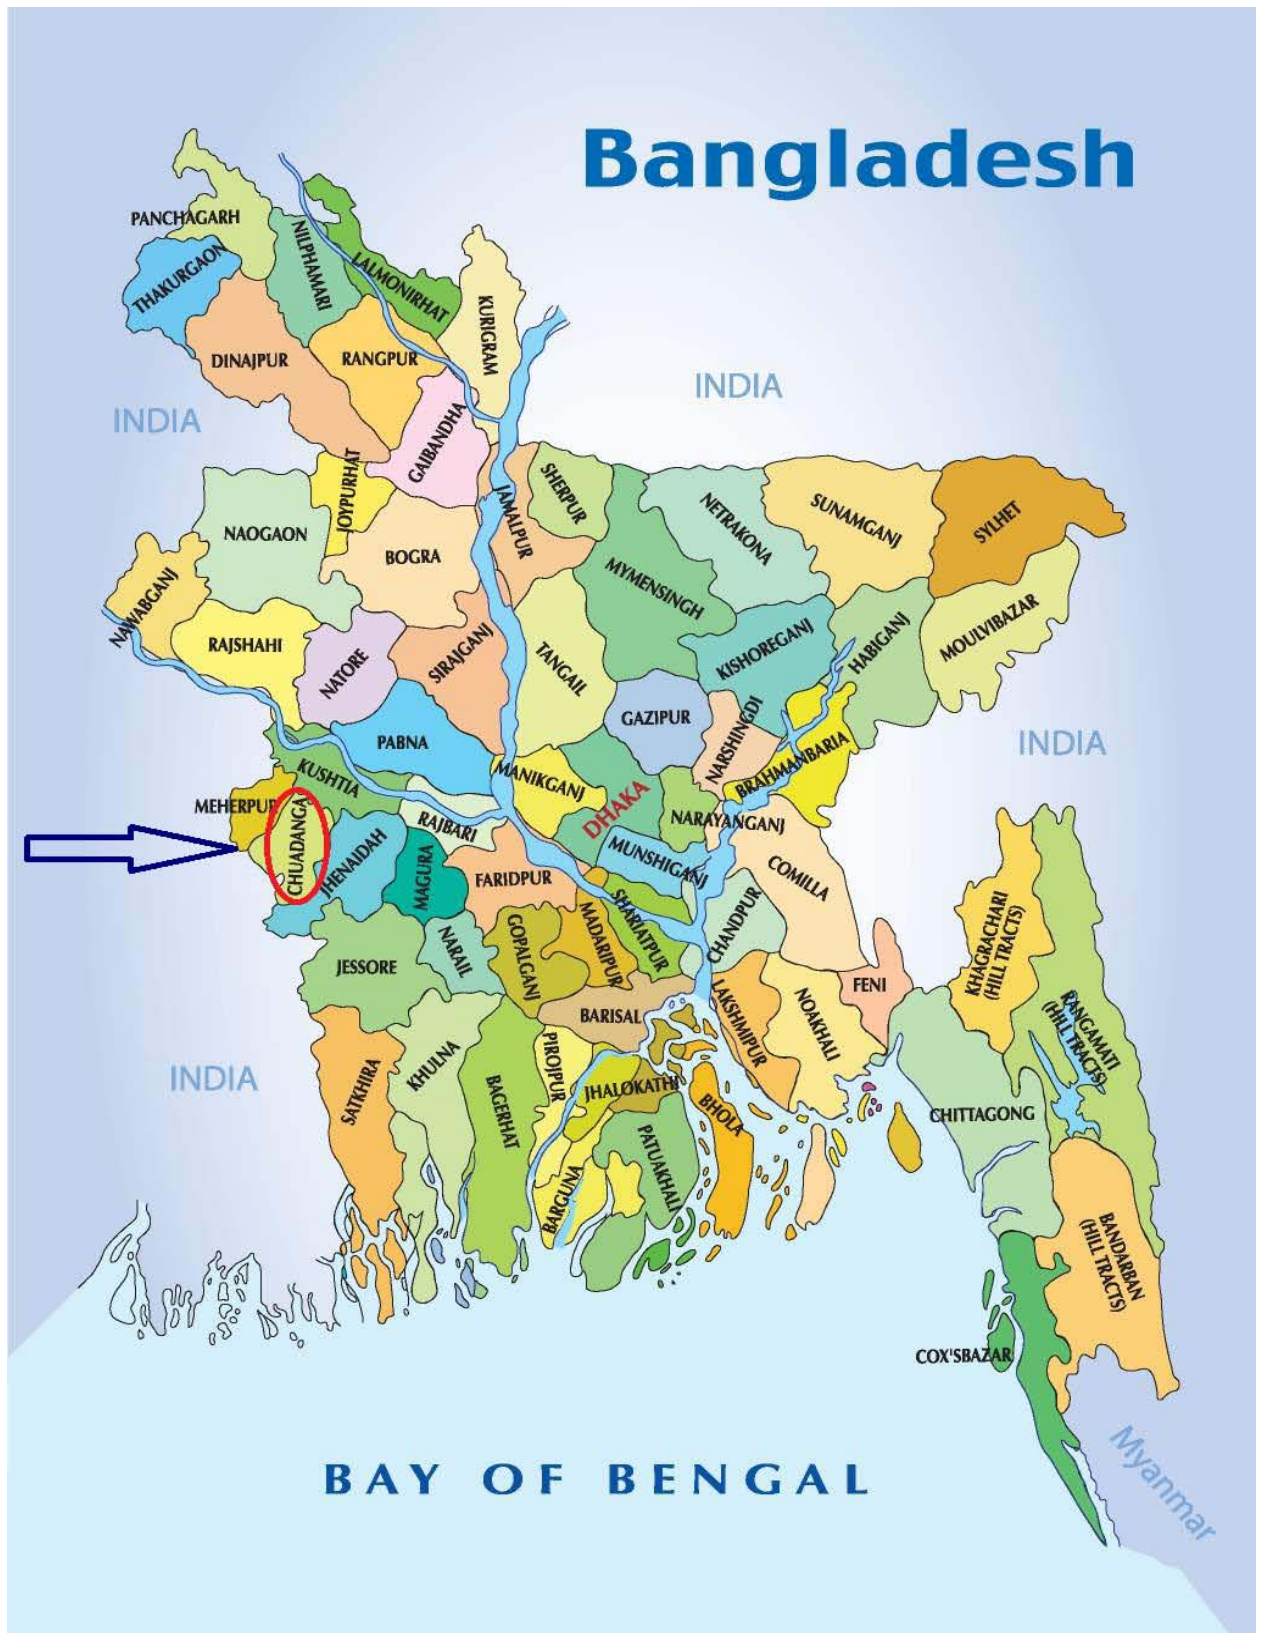 Bangladesh
PANCHAGARH
THAKURGAON
NILPHAMARI
LALMONIRHAT
KURIGRAM
DINAJPUR
RANGPUR
INDIA
INDIA
GAIBANDHA
JOYPURHAT
NAOGAON
BOGRA
JAMALPUR
SHERPUR
NETRAKONA
SUNAMGANJ
SYLHET
MYMENSINGH
NAWABGANJ
RAJSHAHI
NATORE
SIRAJGANJ
TANGAIL
KISHOREGANJ
HABIGANJ
MOULVIBAZAR
GAZIPUR
PABNA
INDIA
NARSHINGDI
BRAHMANBARIA
KUSHTIA
MANIKGANJ
MEHERPUR
CHUADANGA
DHAKA
NARAYANGANJ
RAJBARI
JHENAIDAH
MAGURA
FARIDPUR
MUNSHIGANJ
COMILLA
SHARIATPUR
MADARIPUR
CHANDPUR
GOPALGANJ
NARAIL
JESSORE
KHAGRACHARI
(HILL TRACTS)
FENI
BARISAL
LAKSHMIPUR
NOAKHALI
RANGAMATI
(HILL TRACTS)
INDIA
SATKHIRA
KHULNA
BAGERHAT
PIROJPUR
JHALOKATHI
BHOLA
CHITTAGONG
PATUAKHALI
BARGUNA
BANDARBAN
(HILL TRACTS)
COX'SBAZAR
BAY OF BENGAL
Myanmar